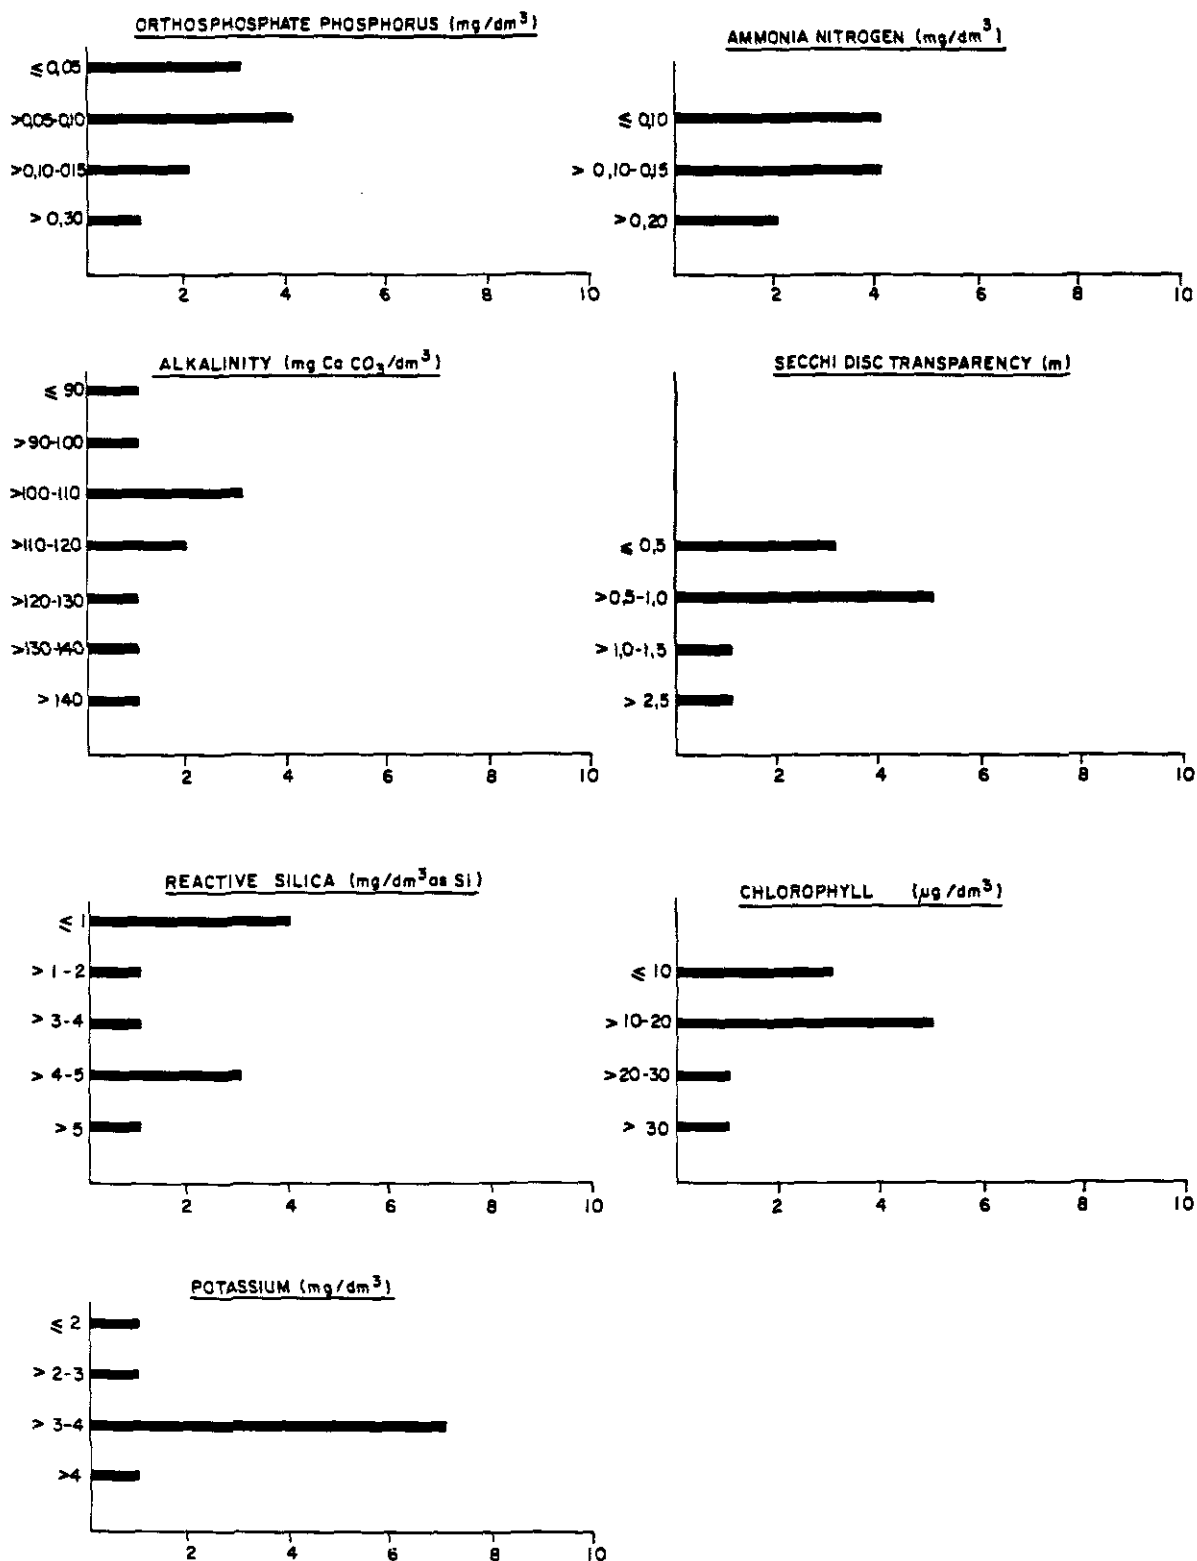 ORTHOSPHOSPHATE PHOSPHORUS (mg/dm³)
≤ 0,05
>0,05-0,10
>0,10-0,15
> 0,30
2 4 6 8 10
AMMONIA NITROGEN (mg/dm³)
≤ 0,10
> 0,10-0,15
>0,20
2 4 6 8 10
ALKALINITY (mg Ca CO₃/dm³)
≤ 90
>90-100
>100-110
>110-120
>120-130
>130-140
> 140
2 4 6 8 10
SECCHI DISC TRANSPARENCY (m)
≤ 0,5
>0,5-1,0
> 1,0-1,5
> 2,5
2 4 6 8 10
REACTIVE SILICA (mg/dm³ as Si)
≤ 1
> 1-2
> 3-4
> 4-5
> 5
2 4 6 8 10
CHLOROPHYLL (µg/dm³)
≤ 10
> 10-20
>20-30
> 30
2 4 6 8 10
POTASSIUM (mg/dm³)
≤ 2
> 2-3
> 3-4
>4
2 4 6 8 10